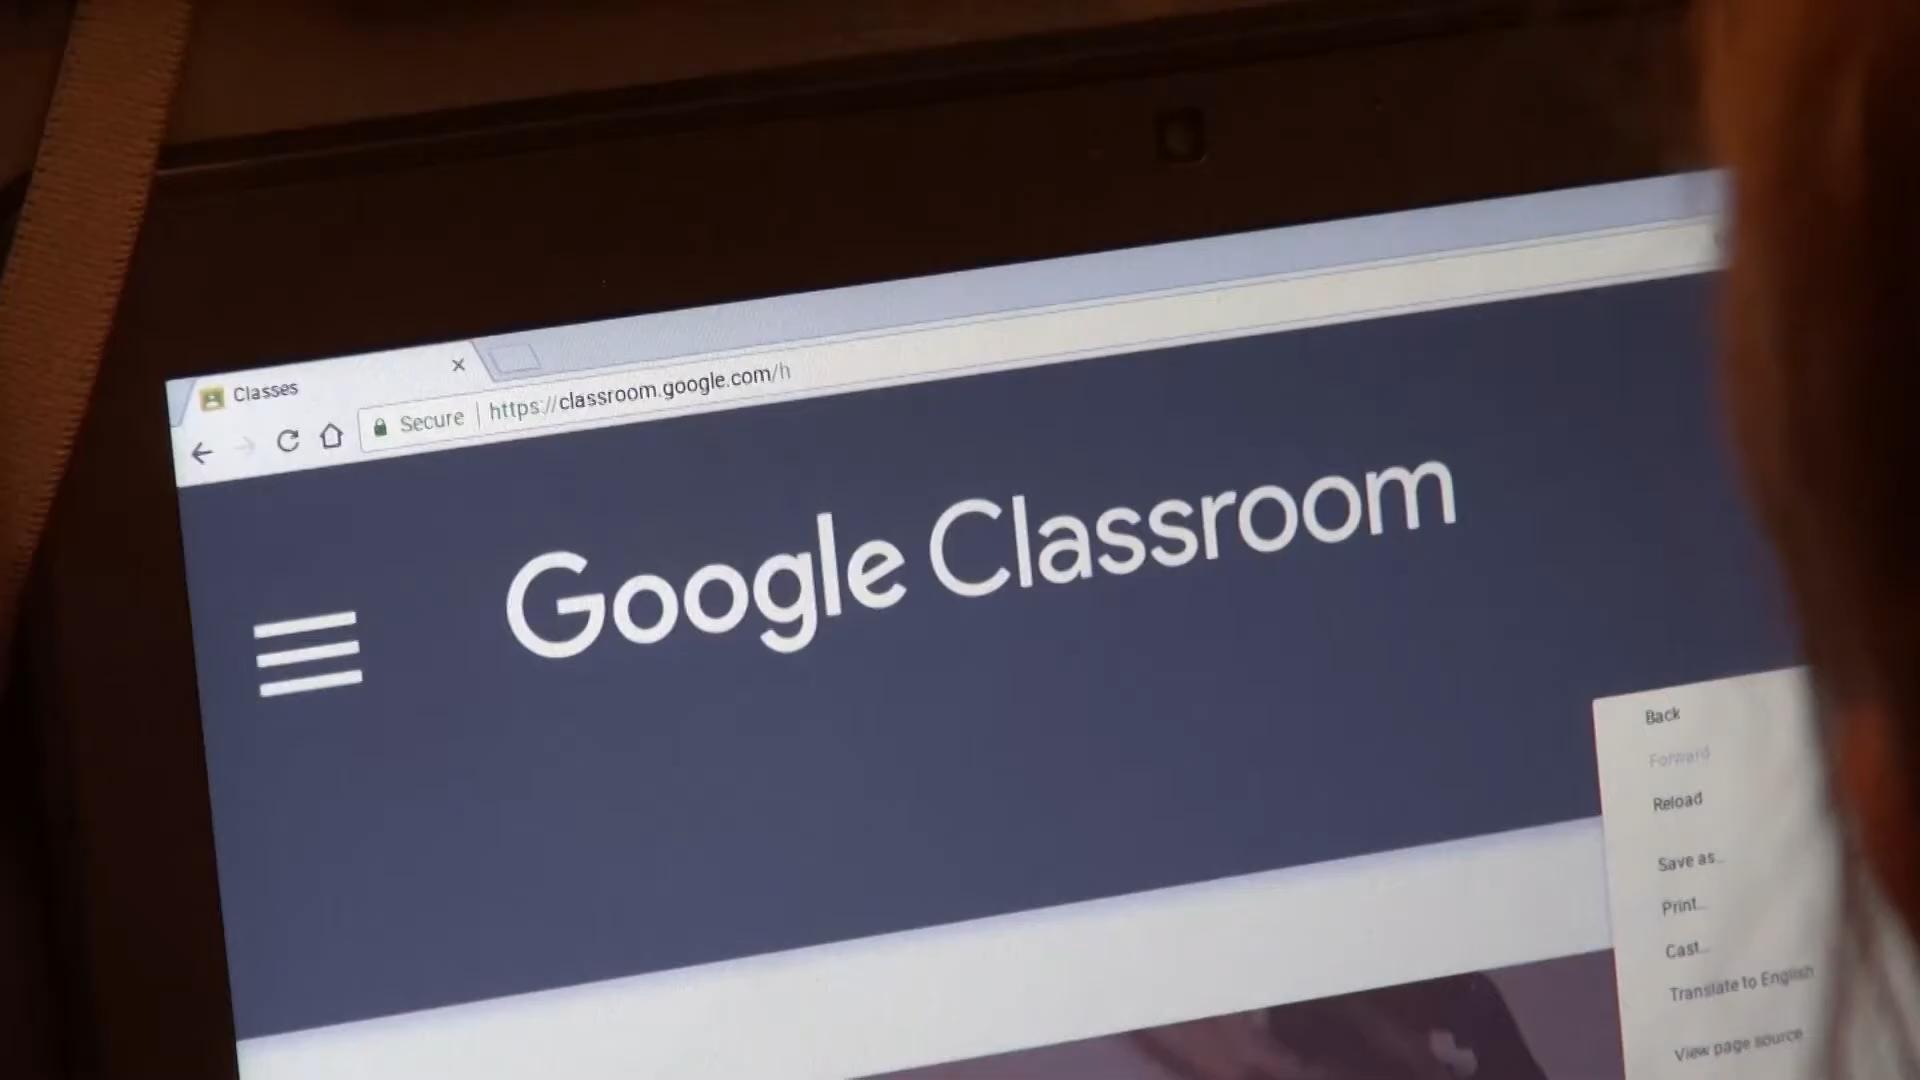 Classes
Secure https://classroom.google.com/h
Google Classroom
Back
Forward
Reload
Save as...
Print...
Cast...
Translate to English
View page source